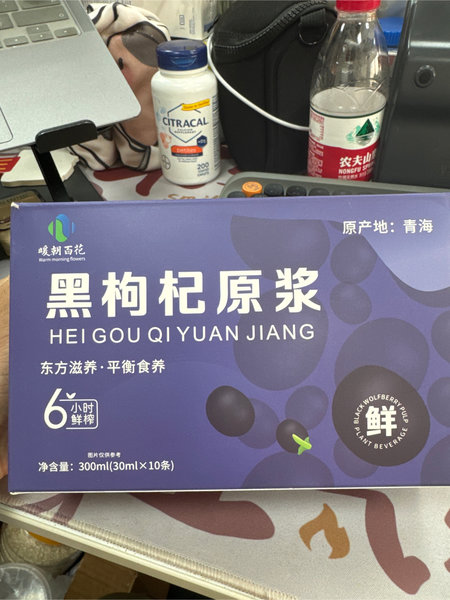 CITRACAL
200
农夫山
NONGFU SPRING
暖朝百花
Warm morning flowers
原产地：青海
黑枸杞原浆
HEI GOU QI YUAN JIANG
东方滋养·平衡食养
6小时
鲜榨
BLACK WOLFBERRY PULP
鲜
PLANT BEVERAGE
图片仅供参考
净含量：300ml(30ml×10条)